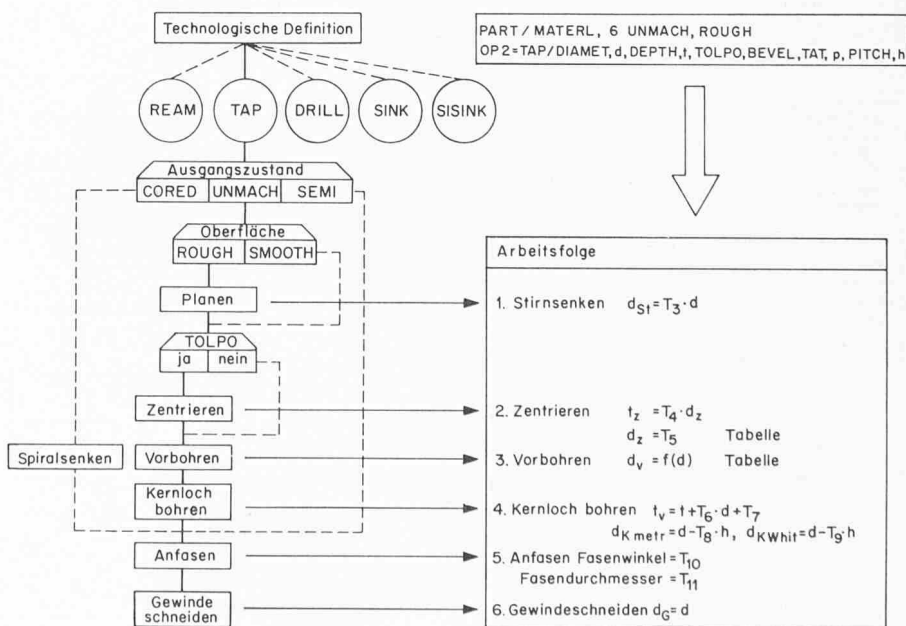 Technologische Definition
REAM TAP DRILL SINK SISINK
Ausgangszustand
CORED UNMACH SEMI
Oberfläche
ROUGH SMOOTH
Planen
TOLPO
ja nein
Zentrieren
Spiralsenken
Vorbohren
Kernloch
bohren
Anfasen
Gewinde
schneiden
PART / MATERL, 6 UNMACH, ROUGH
OP2=TAP/DIAMET, d, DEPTH, t, TOLPO, BEVEL, TAT, p, PITCH, h
Arbeitsfolge
1. Stirnsenken d_St=T_3·d
2. Zentrieren t_z =T_4·d_z
d_z =T_5 Tabelle
3. Vorbohren d_v =f(d) Tabelle
4. Kernloch bohren t_v=t+T_6·d+T_7
d_K metr=d-T_8·h, d_KWhit=d-T_9·h
5. Anfasen Fasenwinkel=T_10
Fasendurchmesser=T_11
6. Gewindeschneiden d_G=d